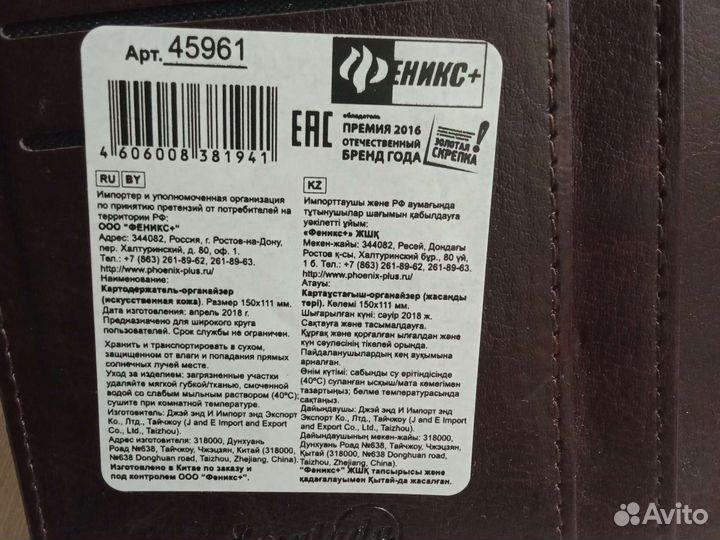 Арт. 45961
ФЕНИКС+
4 606008 381941
EAC
обладатель
ПРЕМИЯ 2016
ОТЕЧЕСТВЕННЫЙ
БРЕНД ГОДА
ЗОЛОТАЯ
СКРЕПКА
RU BY
Импортер и уполномоченная организация
по принятию претензий от потребителей на
территории РФ:
ООО "ФЕНИКС+"
Адрес: 344082, Россия, г. Ростов-на-Дону,
пер. Халтуринский, д. 80, оф. 1.
Тел.: +7 (863) 261-89-62, 261-89-63.
http://www.phoenix-plus.ru/
Наименование:
Картодержатель-органайзер
(искусственная кожа). Размер 150х111 мм.
Дата изготовления: апрель 2018 г.
Предназначено для широкого круга
пользователей. Срок службы не ограничен.
Хранить и транспортировать в сухом,
защищенном от влаги и попадания прямых
солнечных лучей месте.
Уход за изделием: загрязненные участки
удаляйте мягкой губкой/тканью, смоченной
водой со слабым мыльным раствором (40°С);
сушите при комнатной температуре.
Изготовитель: Джэй энд И Импорт энд Экспорт
Ко., Лтд., Тайчжоу (J and E Import and Export
Co., Ltd., Taizhou).
Адрес изготовителя: 318000, Дунхуань
Роад №638, Тайчжоу, Чжэцзян, Китай (318000,
№638 Donghuan road, Taizhou, Zhejiang, China).
Изготовлено в Китае по заказу и
под контролем ООО "Феникс+".
KZ
Импорттаушы және РФ аумағында
тұтынушылар шағымын қабылдауға
уәкілетті ұйым:
«Феникс+» ЖШҚ
Мекен-жайы: 344082, Ресей, Дондағы
Ростов қ-сы, Халтуринский бұр., 80 үй,
1 б. Тел.: +7 (863) 261-89-62, 261-89-63.
http://www.phoenix-plus.ru/
Атауы:
Картаұстағыш-органайзер (жасанды
тері). Көлемі 150х111 мм.
Шығарылған күні: сәуір 2018 ж.
Сақтауға және тасымалдауға.
Құрғақ және қорғалған ылғалдан және
күн сәулесінің тікелей орында.
Пайдаланушылардың кең ауқымына
арналған.
Өнім күтімі: сабынды су ерітіндісінде
(40°С) суланған ысқыш/мата көмегімен
тазартыңыз; бөлме температурасында
сақтаңыз.
Дайындаушы: Джэй энд И Импорт энд
Экспорт Ко., Лтд., Тайчжоу (J and E Import
and Export Co., Ltd., Taizhou).
Дайындаушының мекен-жайы: 318000,
Дунхуань Роад №638, Тайчжоу, Чжэцзян,
Қытай (318000, №638 Donghuan road,
Taizhou, Zhejiang, China).
"Феникс+" ЖШҚ тапсырысы және
қадағалауымен Қытай-да жасалған.
Avito